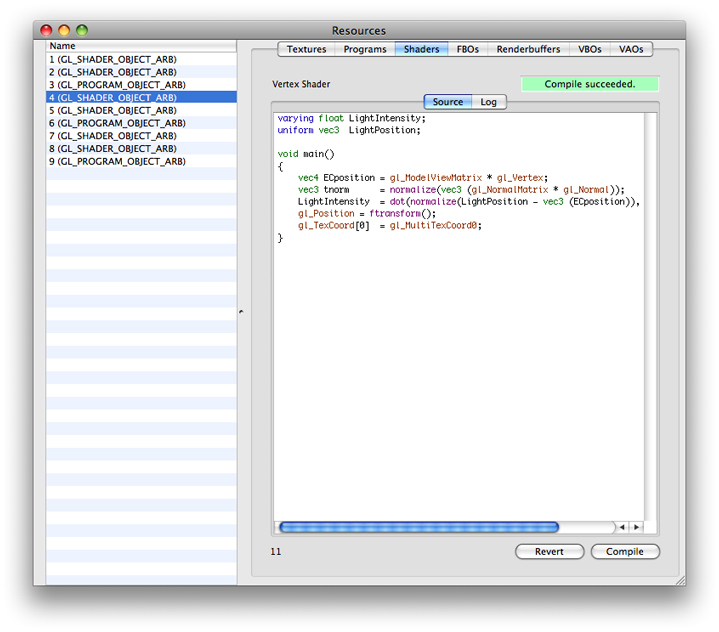 Resources
Name
1 (GL_SHADER_OBJECT_ARB)
2 (GL_SHADER_OBJECT_ARB)
3 (GL_PROGRAM_OBJECT_ARB)
4 (GL_SHADER_OBJECT_ARB)
5 (GL_SHADER_OBJECT_ARB)
6 (GL_PROGRAM_OBJECT_ARB)
7 (GL_SHADER_OBJECT_ARB)
8 (GL_SHADER_OBJECT_ARB)
9 (GL_PROGRAM_OBJECT_ARB)
Textures Programs Shaders FBOs Renderbuffers VBOs VAOs
Vertex Shader Compile succeeded.
Source Log
varying float LightIntensity;
uniform vec3  LightPosition;
void main()
{
    vec4 ECposition = gl_ModelViewMatrix * gl_Vertex;
    vec3 tnorm      = normalize(vec3 (gl_NormalMatrix * gl_Normal));
    LightIntensity  = dot(normalize(LightPosition - vec3 (ECposition)),
    gl_Position = ftransform();
    gl_TexCoord[0]  = gl_MultiTexCoord0;
}
11 Revert Compile